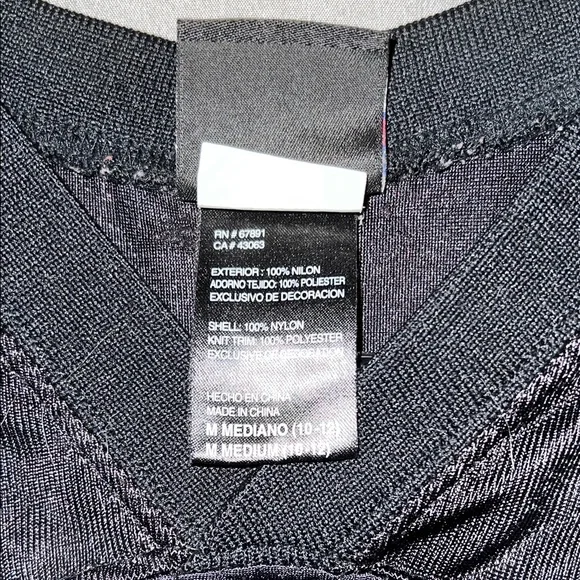 RN # 67891
CA # 43063
EXTERIOR : 100% NILON
ADORNO TEJIDO: 100% POLIESTER
EXCLUSIVO DE DECORACION
SHELL: 100% NYLON
KNIT TRIM: 100% POLYESTER
EXCLUSIVE OF DECORATION
HECHO EN CHINA
MADE IN CHINA
M MEDIANO (10-12)
M MEDIUM (10-12)